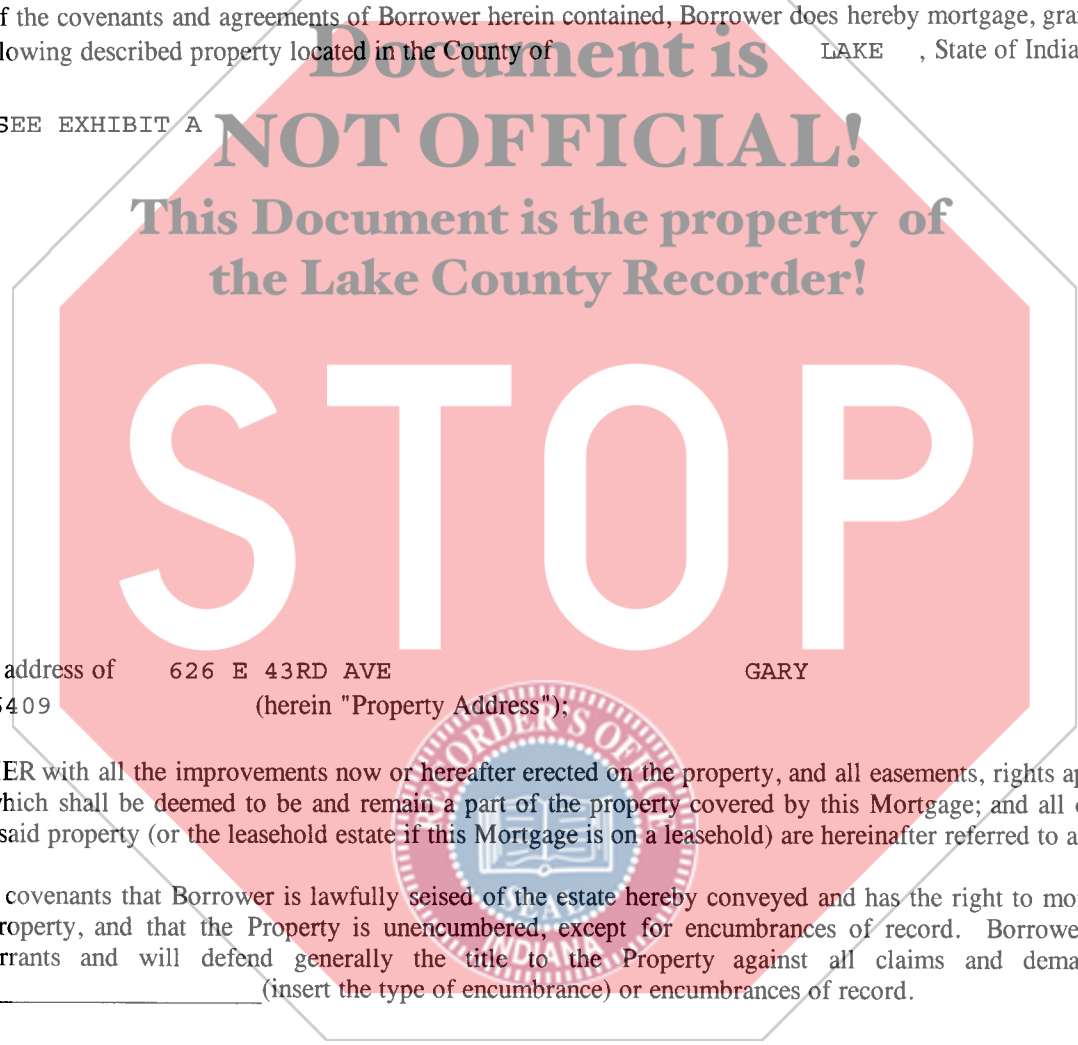 f the covenants and agreements of Borrower herein contained, Borrower does hereby mortgage, gra
lowing described property located in the County of LAKE , State of India
Document is
SEE EXHIBIT A
NOT OFFICIAL!
This Document is the property of
the Lake County Recorder!
STOP
address of 626 E 43RD AVE GARY
5409 (herein "Property Address");
RECORDER'S OFFICE
ER with all the improvements now or hereafter erected on the property, and all easements, rights ap
which shall be deemed to be and remain a part of the property covered by this Mortgage; and all
said property (or the leasehold estate if this Mortgage is on a leasehold) are hereinafter referred to a
covenants that Borrower is lawfully seised of the estate hereby conveyed and has the right to mo
SEAL
roperty, and that the Property is unencumbered, except for encumbrances of record. Borrowe
INDIANA
rrants and will defend generally the title to the Property against all claims and dema
(insert the type of encumbrance) or encumbrances of record.